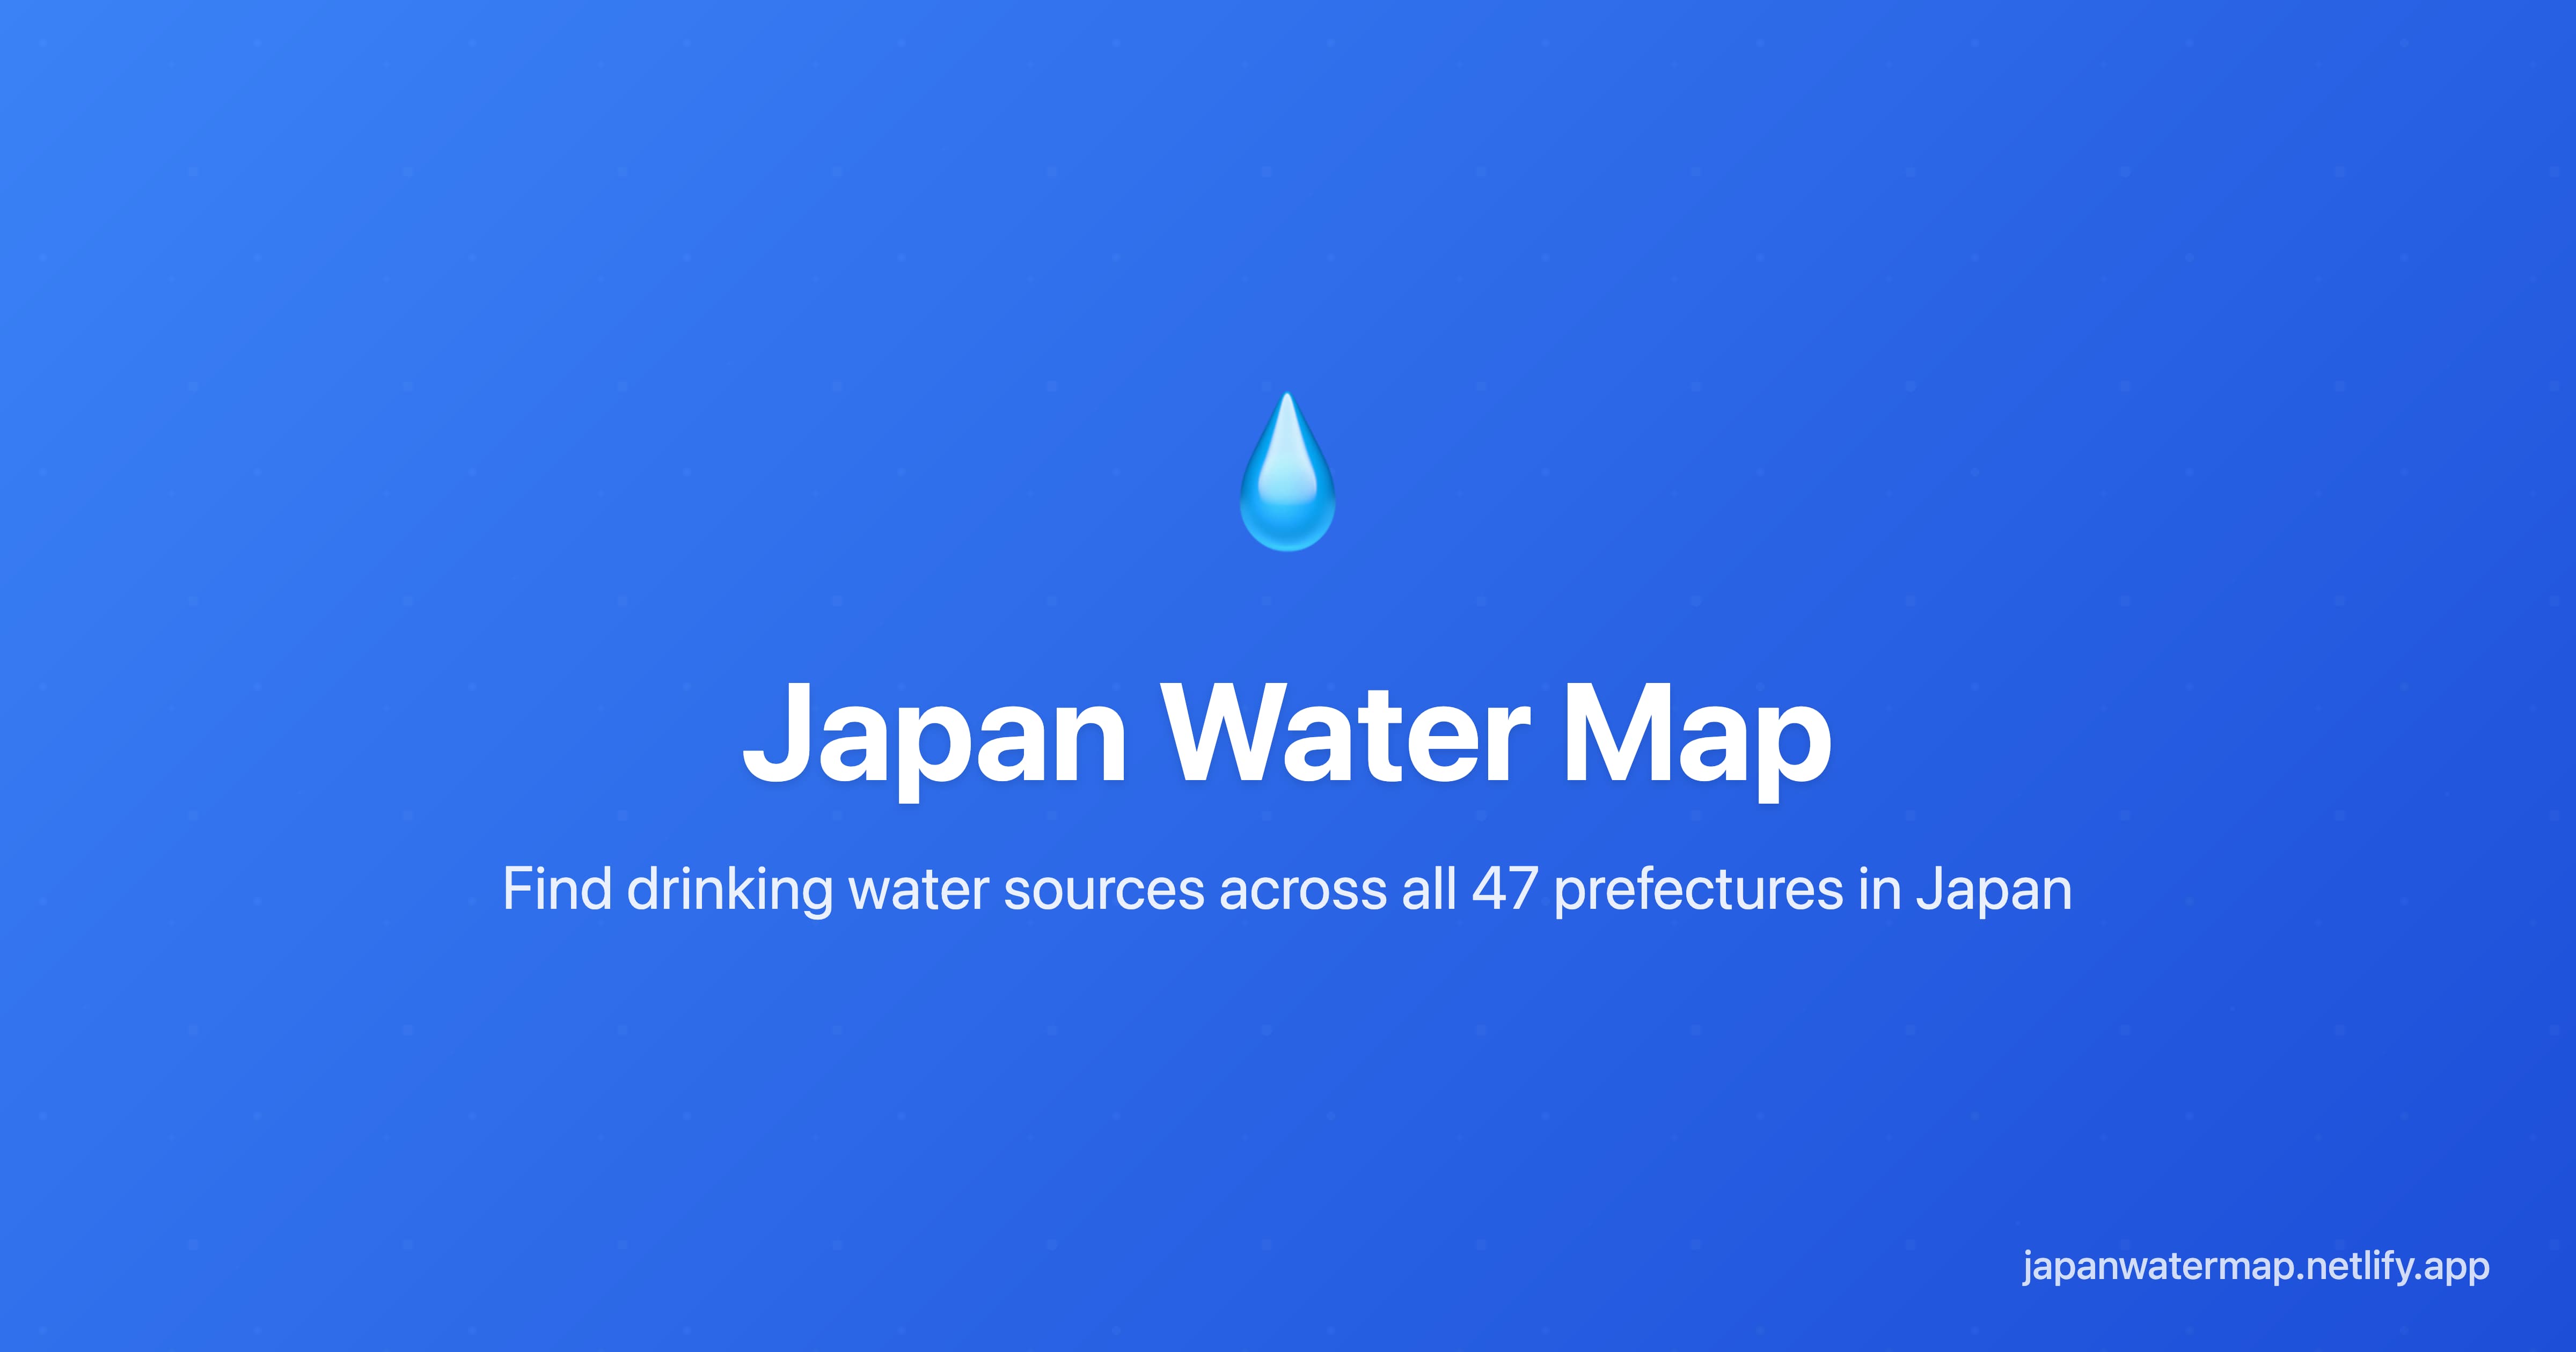 Japan Water Map
Find drinking water sources across all 47 prefectures in Japan
japanwatermap.netlify.app